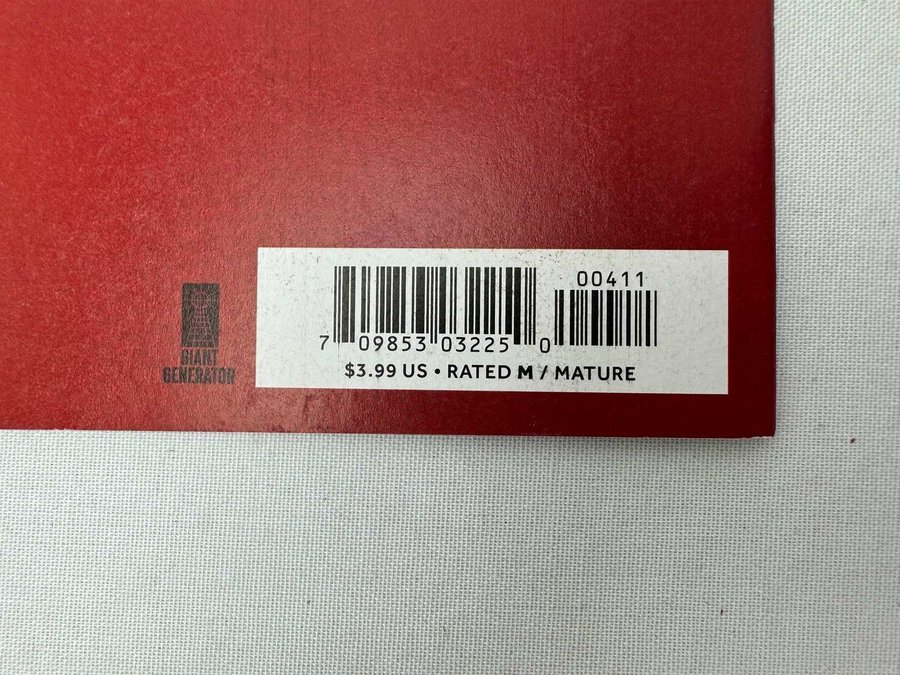 00411
7 09853 03225 0
$3.99 US • RATED M / MATURE
GIANT
GENERATOR